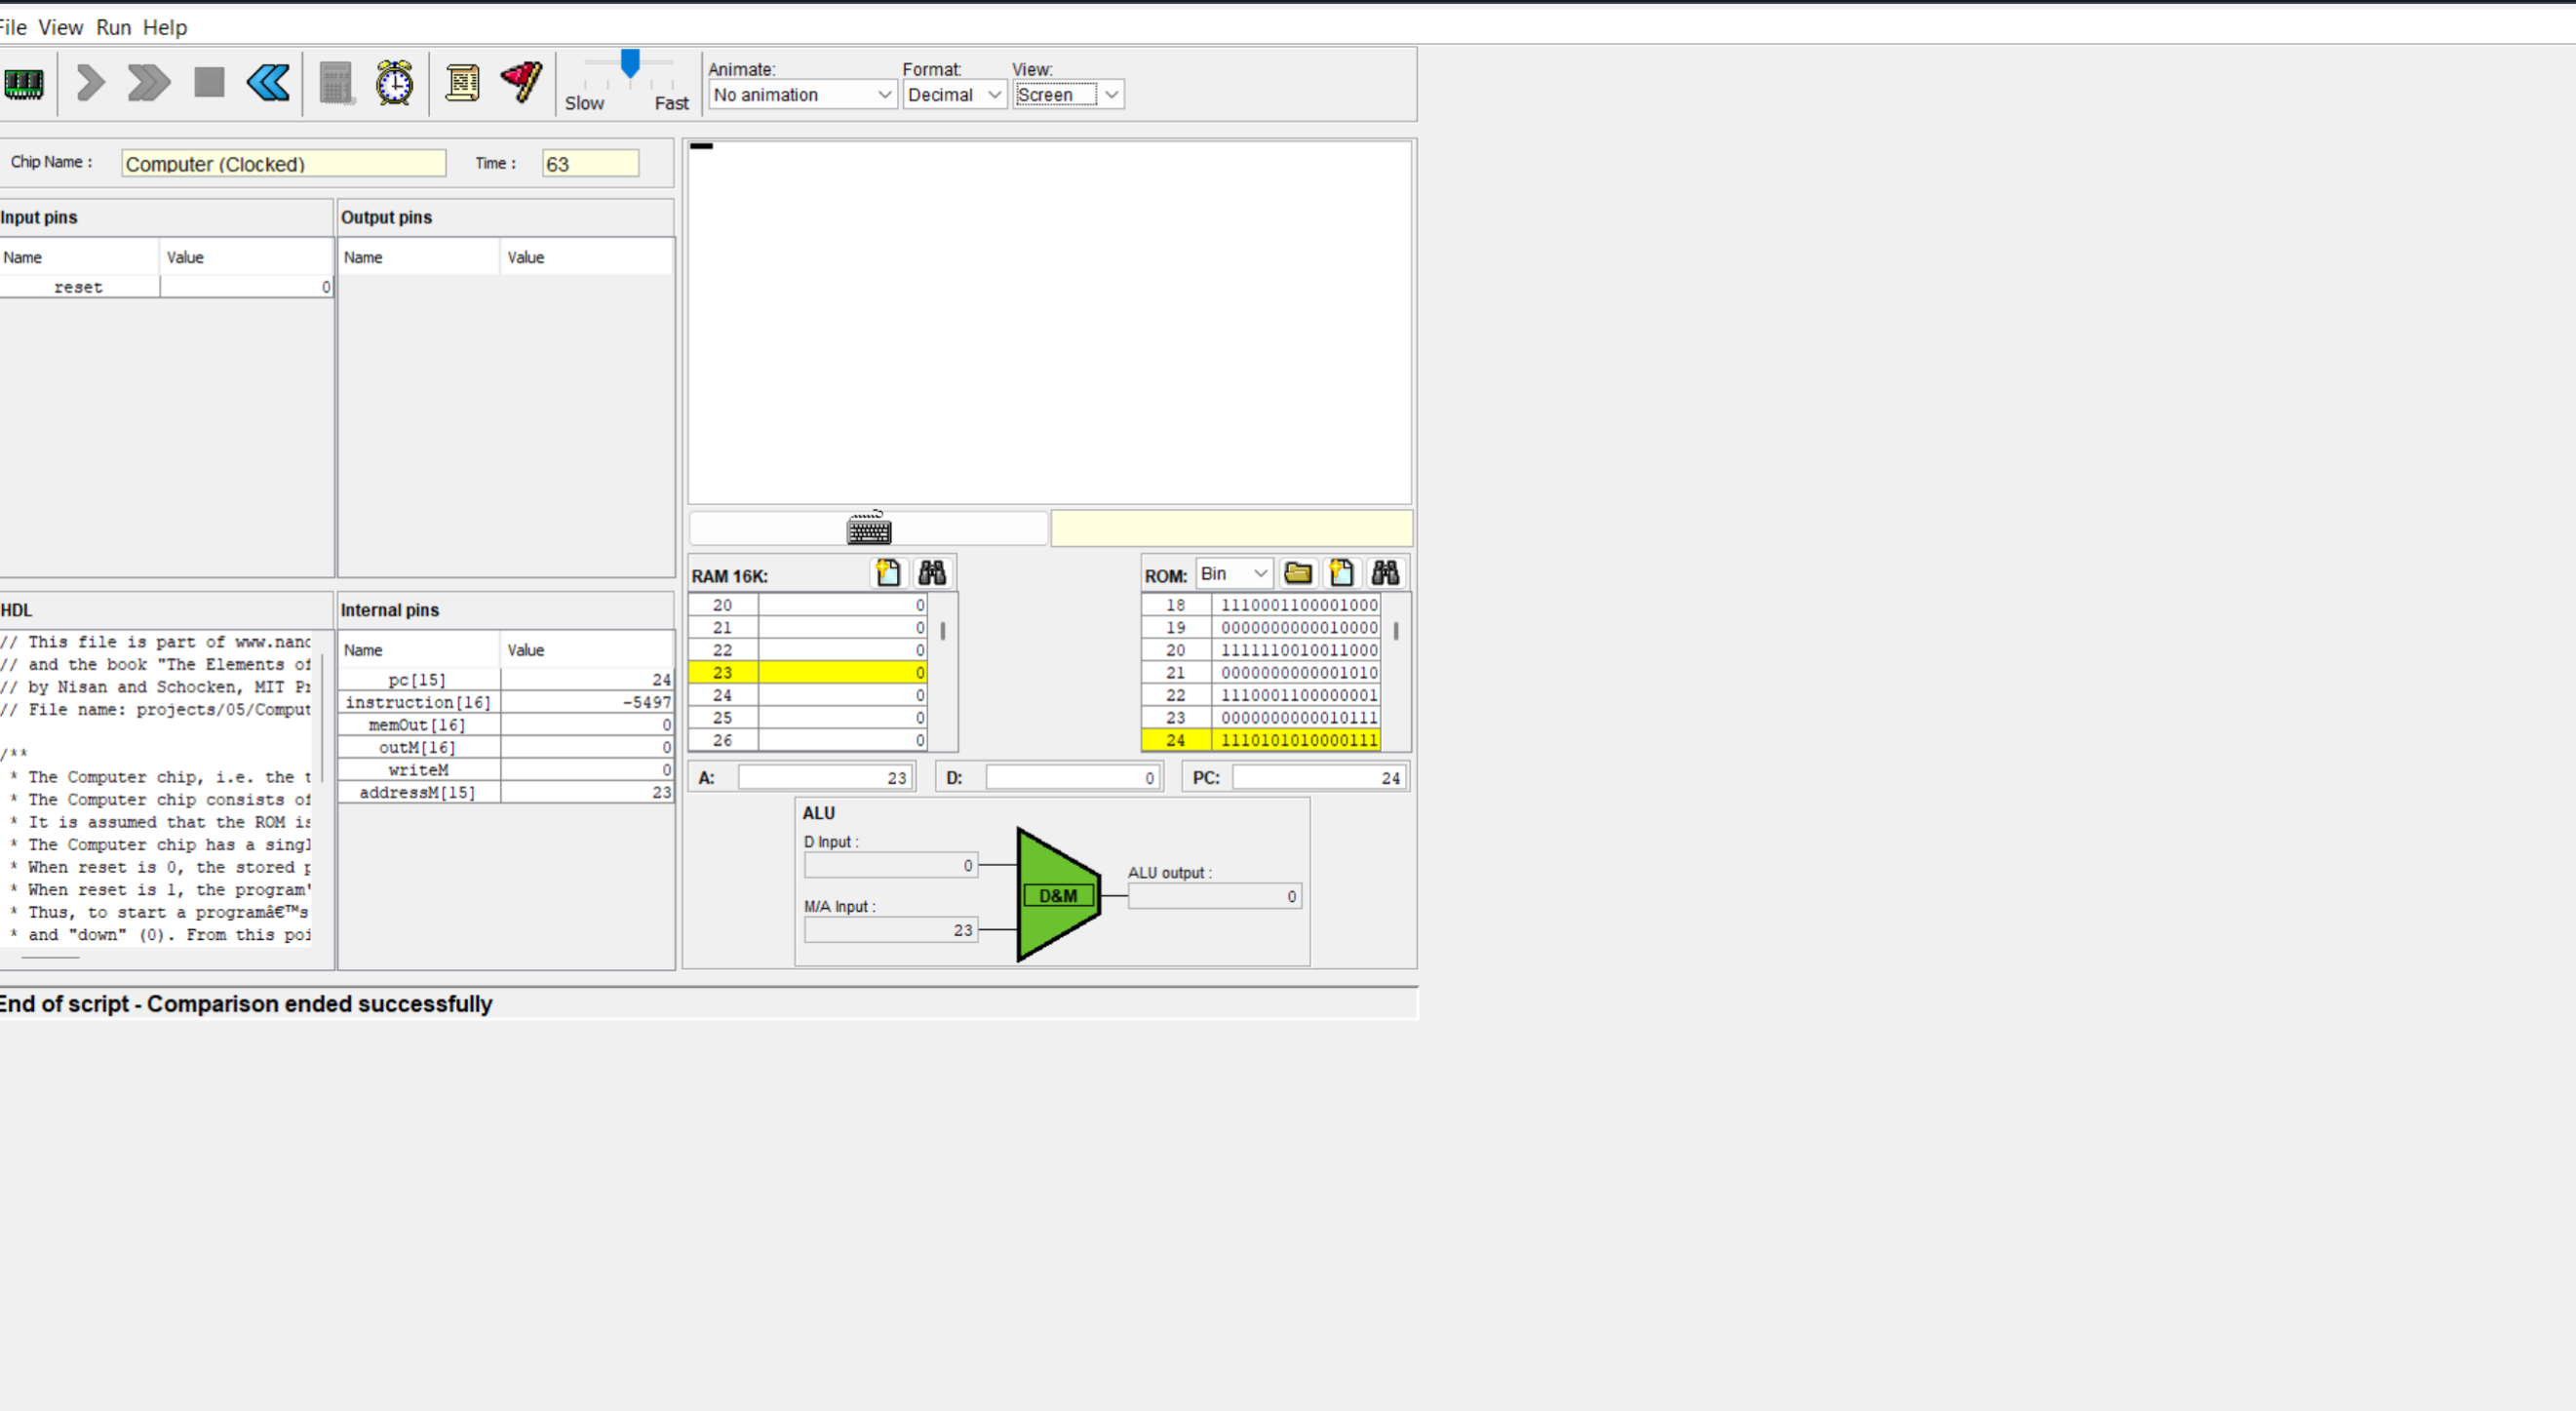 File View Run Help
Slow Fast
Animate: Format: View:
No animation Decimal Screen
Chip Name : Computer (Clocked) Time : 63
Input pins
Name Value
reset 0
Output pins
Name Value
HDL
// This file is part of www.nand
// and the book "The Elements of
// by Nisan and Schocken, MIT Pr
// File name: projects/05/Comput
/**
* The Computer chip, i.e. the t
* The Computer chip consists of
* It is assumed that the ROM is
* The Computer chip has a singl
* When reset is 0, the stored p
* When reset is 1, the program'
* Thus, to start a programâ€™s
* and "down" (0). From this poi
Internal pins
Name Value
pc[15] 24
instruction[16] -5497
memOut[16] 0
outM[16] 0
writeM 0
addressM[15] 23
RAM 16K:
20 0
21 0
22 0
23 0
24 0
25 0
26 0
ROM: Bin
18 1110001100001000
19 0000000000010000
20 1111110010011000
21 0000000000001010
22 1110001100000001
23 0000000000010111
24 1110101010000111
A: 23 D: 0 PC: 24
ALU
D Input :
0
M/A Input :
23
D&M
ALU output :
0
End of script - Comparison ended successfully